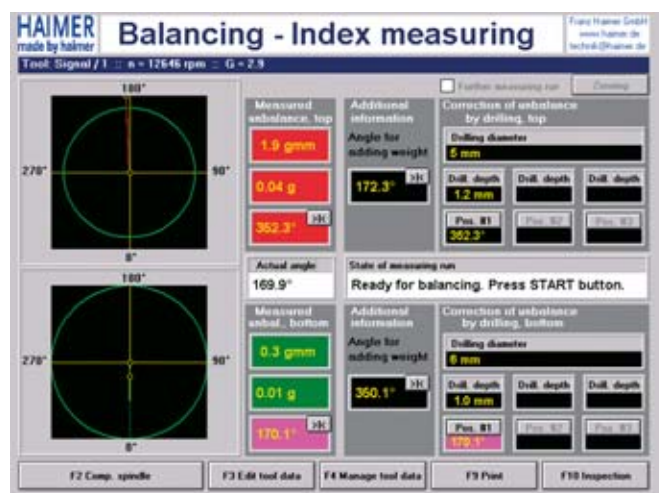 HAIMER
made by haimer
Balancing - Index measuring
Franz Haimer GmbH
www.haimer.de
technik@haimer.de
Tool: Signal / 1 :: n = 12646 rpm :: G = 2.9
Further measuring run
180°
270°
90°
0°
Measured
unbalance, top
1.9 gmm
0.04 g
352.3°
Additional
information
Angle for
adding weight
172.3°
Correction of unbalance
by drilling, top
Drilling diameter
5 mm
Drill. depth
Drill. depth
Drill. depth
1.2 mm
Pos. #1
Pos. #2
Pos. #3
352.3°
Actual angle
169.9°
State of measuring run
Ready for balancing. Press START button.
180°
270°
90°
0°
Measured
unbal., bottom
0.3 gmm
0.01 g
170.1°
Additional
information
Angle for
adding weight
350.1°
Correction of unbalance
by drilling, bottom
Drilling diameter
6 mm
Drill. depth
Drill. depth
Drill. depth
1.0 mm
Pos. #1
Pos. #2
Pos. #3
170.1°
F2 Comp. spindle
F3 Edit tool data
F4 Manage tool data
F9 Print
F10 Inspection